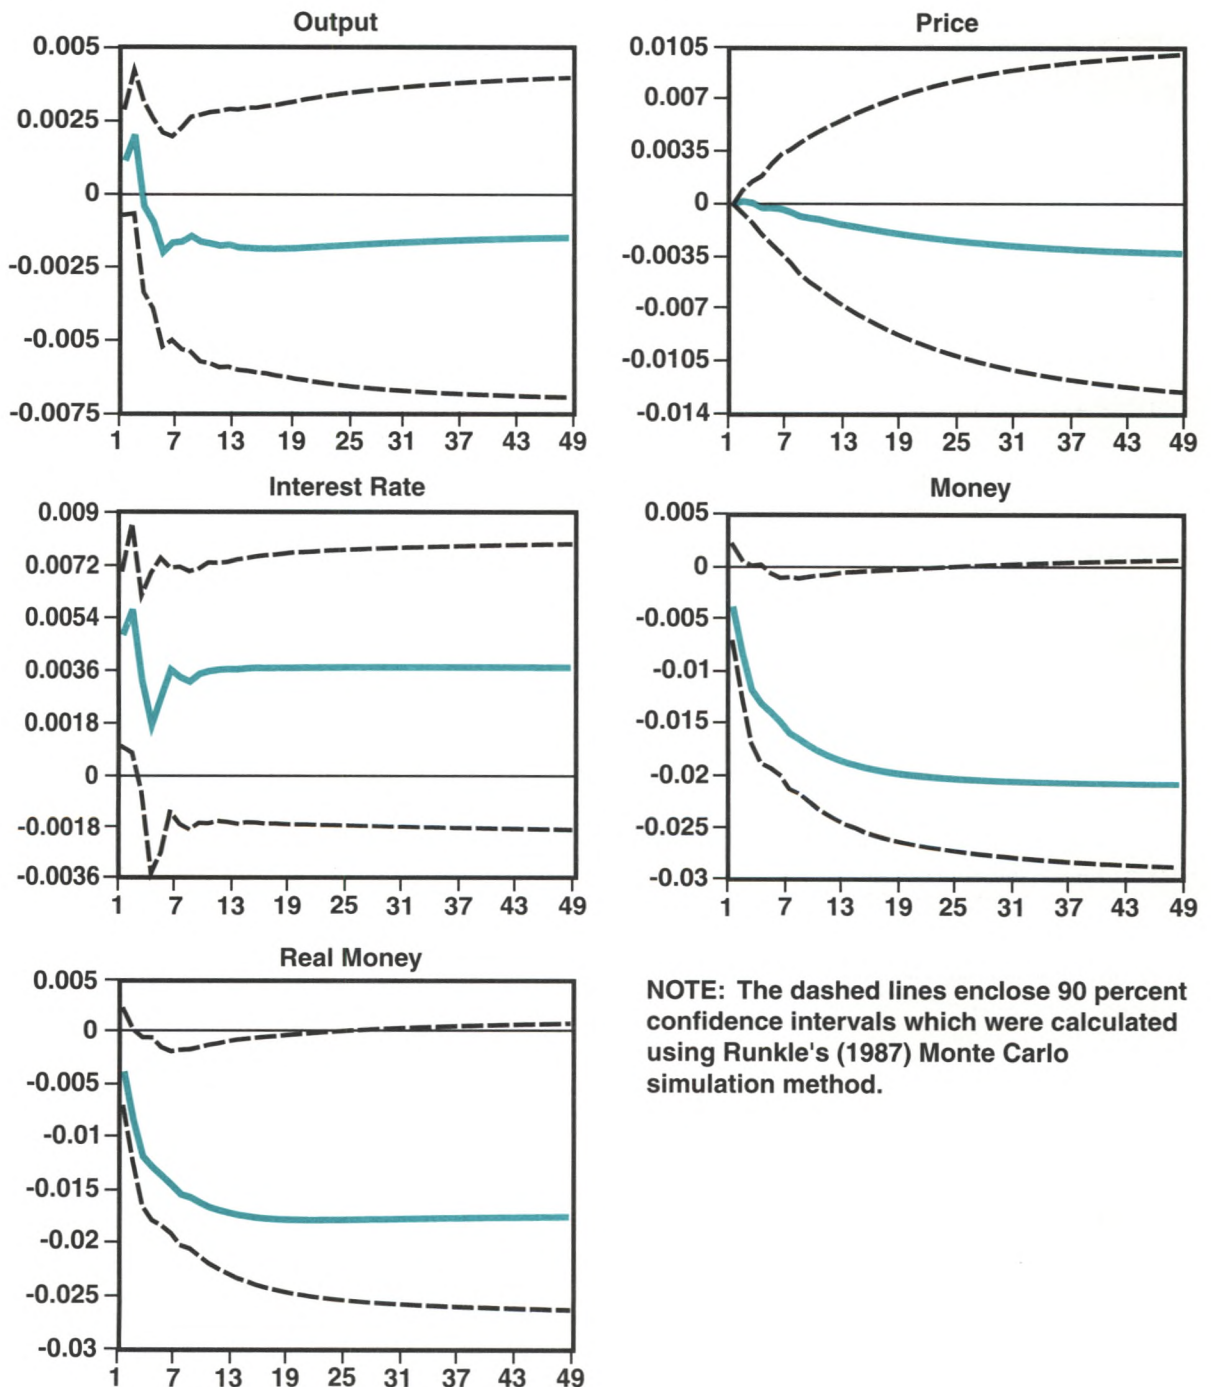 Output
0.005
0.0025
0
-0.0025
-0.005
-0.0075
1 7 13 19 25 31 37 43 49
Price
0.0105
0.007
0.0035
0
-0.0035
-0.007
-0.0105
-0.014
1 7 13 19 25 31 37 43 49
Interest Rate
0.009
0.0072
0.0054
0.0036
0.0018
0
-0.0018
-0.0036
1 7 13 19 25 31 37 43 49
Money
0.005
0
-0.005
-0.01
-0.015
-0.02
-0.025
-0.03
1 7 13 19 25 31 37 43 49
Real Money
0.005
0
-0.005
-0.01
-0.015
-0.02
-0.025
-0.03
1 7 13 19 25 31 37 43 49
NOTE: The dashed lines enclose 90 percent
confidence intervals which were calculated
using Runkle's (1987) Monte Carlo
simulation method.